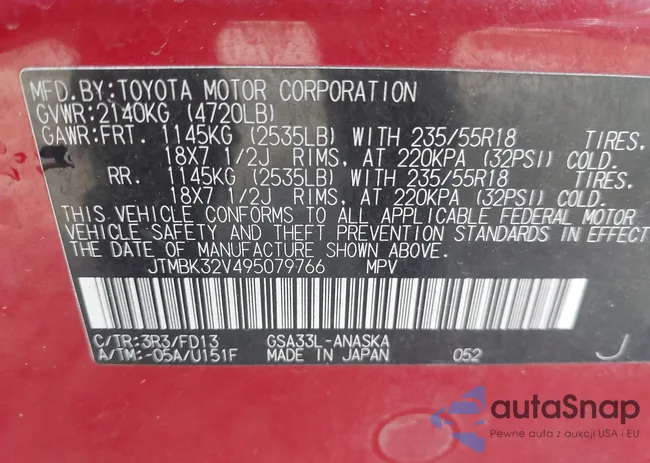 MFD.BY:TOYOTA MOTOR CORPORATION
GVWR:2140KG (4720LB)
GAWR:FRT. 1145KG (2535LB) WITH 235/55R18 TIRES.
18X7 1/2J RIMS, AT 220KPA (32PSI) COLD.
RR. 1145KG (2535LB) WITH 235/55R18 TIRES.
18X7 1/2J RIMS, AT 220KPA (32PSI) COLD.
THIS VEHICLE CONFORMS TO ALL APPLICABLE FEDERAL MOTOR
VEHICLE SAFETY AND THEFT PREVENTION STANDARDS IN EFFECT
THE DATE OF MANUFACTURE SHOWN ABOVE.
JTMBK32V495079766 MPV
C/TR:3R3/FD13 GSA33L-ANASKA
A/TM:-05A/U151F MADE IN JAPAN 052 J
autaSnap
Pewne auta z aukcji USA i EU